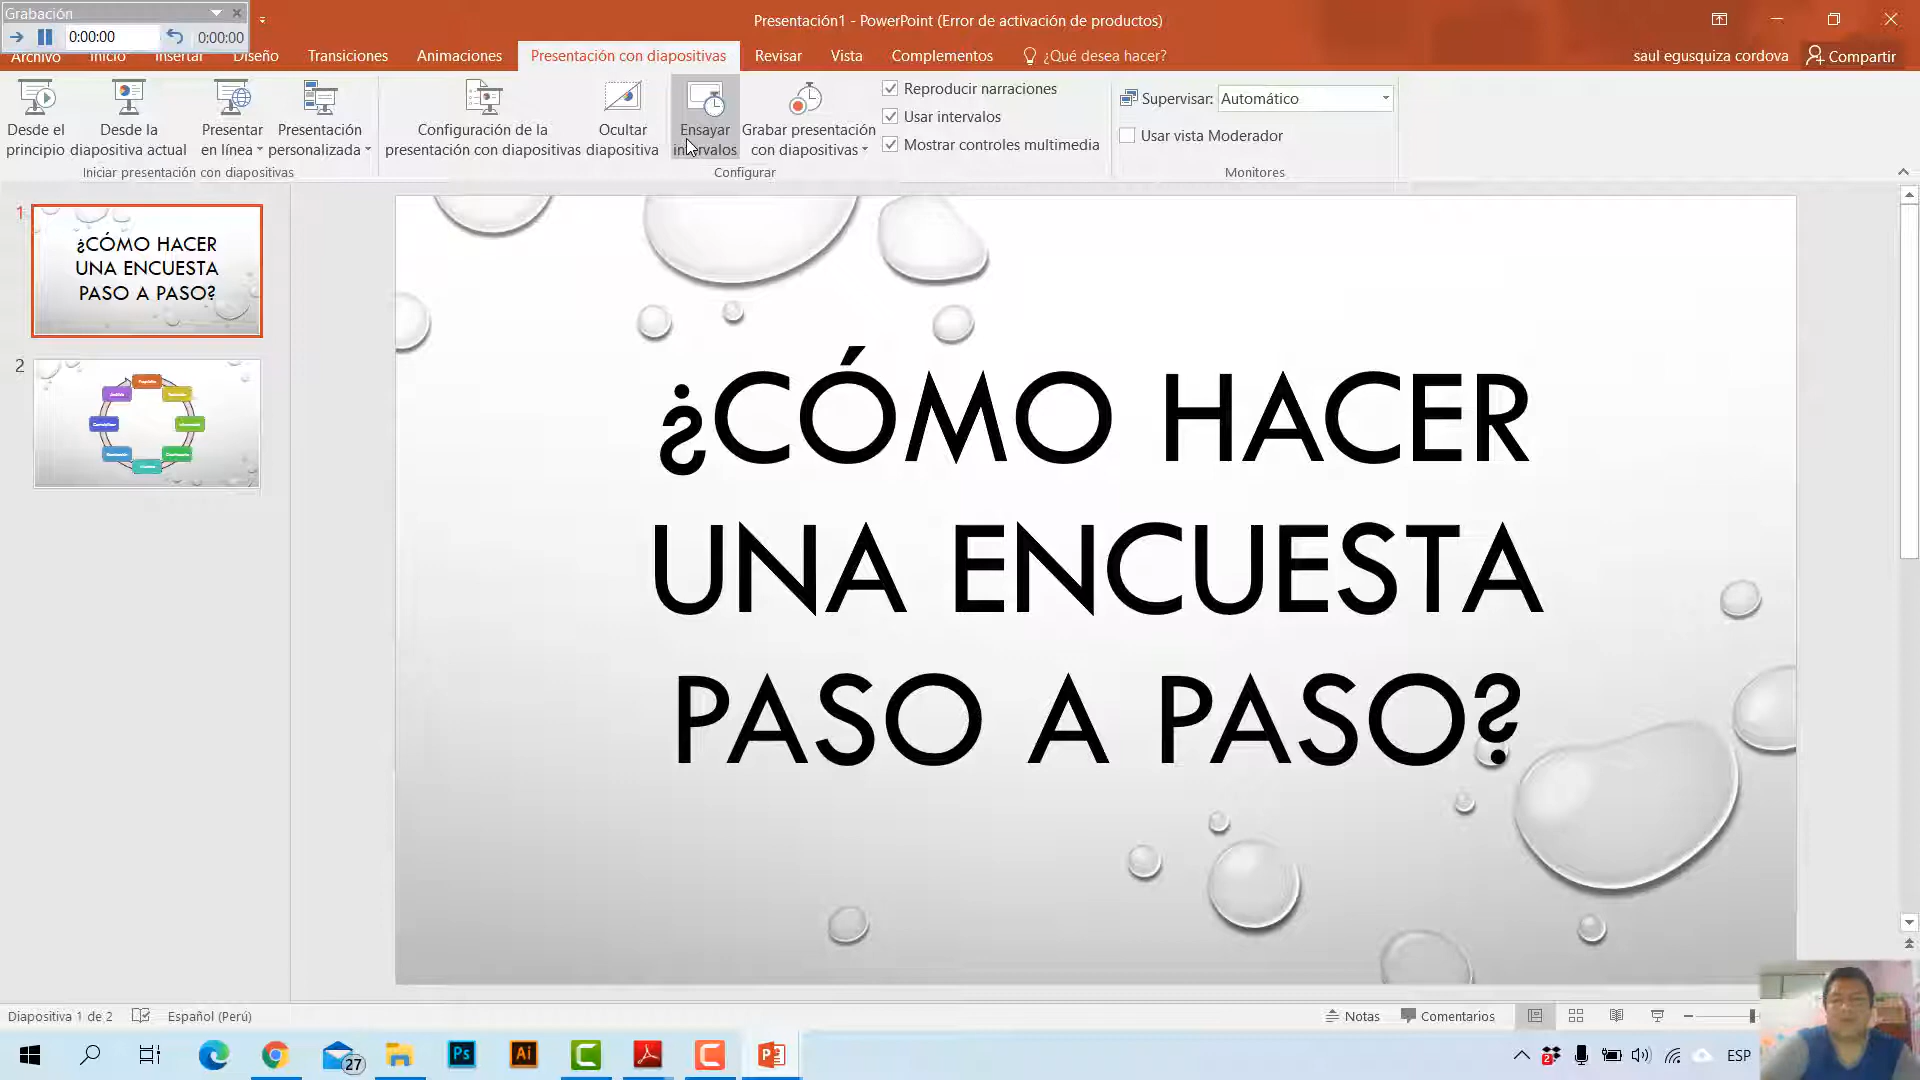 Grabación
0:00:00
0:00:00
Presentación1 - PowerPoint (Error de activación de productos)
Archivo
Inicio
Insertar
Diseño
Transiciones
Animaciones
Presentación con diapositivas
Revisar
Vista
Complementos
¿Qué desea hacer?
saul egusquiza cordova
Compartir
Desde el
principio
Desde la
diapositiva actual
Presentar
en línea
Presentación
personalizada
Iniciar presentación con diapositivas
Configuración de la
presentación con diapositivas
Ocultar
diapositiva
Ensayar
intervalos
Grabar presentación
con diapositivas
Reproducir narraciones
Usar intervalos
Mostrar controles multimedia
Configurar
Supervisar:
Automático
Usar vista Moderador
Monitores
1
¿CÓMO HACER
UNA ENCUESTA
PASO A PASO?
2
¿CÓMO HACER
UNA ENCUESTA
PASO A PASO?
Diapositiva 1 de 2
Español (Perú)
Notas
Comentarios
27
Ps
Ai
2
ESP